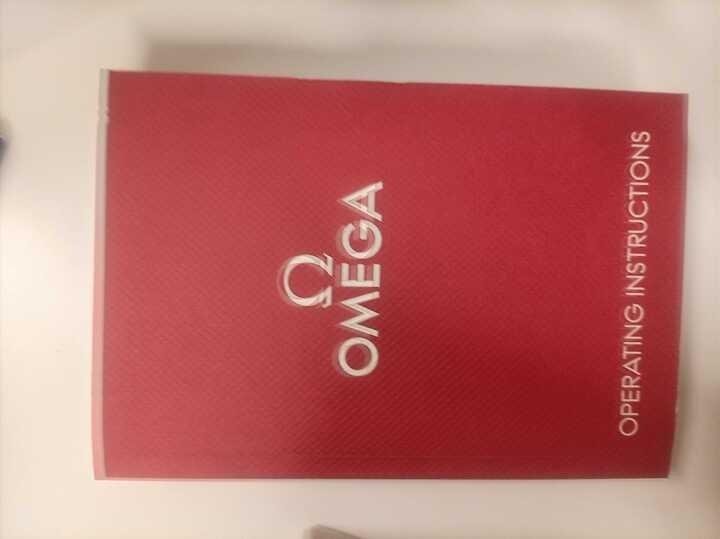 Ω
OMEGA
OPERATING INSTRUCTIONS